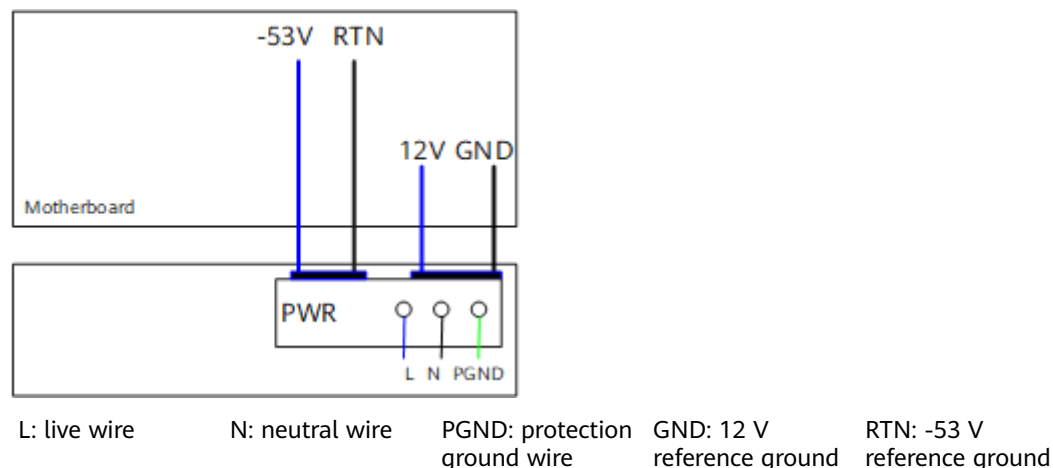 -53V RTN
12V GND
Motherboard
PWR
L N PGND
L: live wire
N: neutral wire
PGND: protection
ground wire
GND: 12 V
reference ground
RTN: -53 V
reference ground